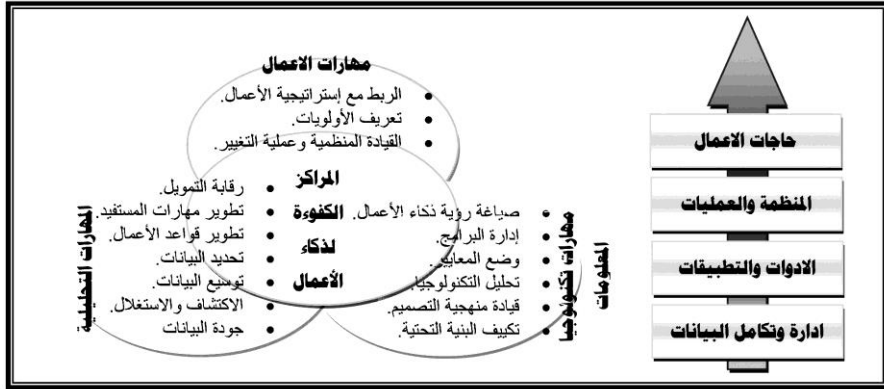 مهارات الاعمال
الربط مع إستراتيجية الأعمال.
تعريف الأولويات.
القيادة المنظمية وعملية التغيير.
المراكز
الكفوءة
لذكاء
الأعمال
مهارات تكنولوجيا
المعلومات
صياغة رؤية ذكاء الأعمال.
إدارة البرامج.
وضع المعايير.
تحليل التكنولوجيا.
قيادة منهجية التصميم.
تكييف البنية التحتية.
رقابة التمويل.
تطوير مهارات المستفيد.
تطوير قواعد الأعمال.
تحديد البيانات.
توسيع البيانات.
الاكتشاف والاستغلال.
جودة البيانات
المهارات التحليلية
حاجات الاعمال
المنظمة والعمليات
الادوات والتطبيقات
ادارة وتكامل البيانات